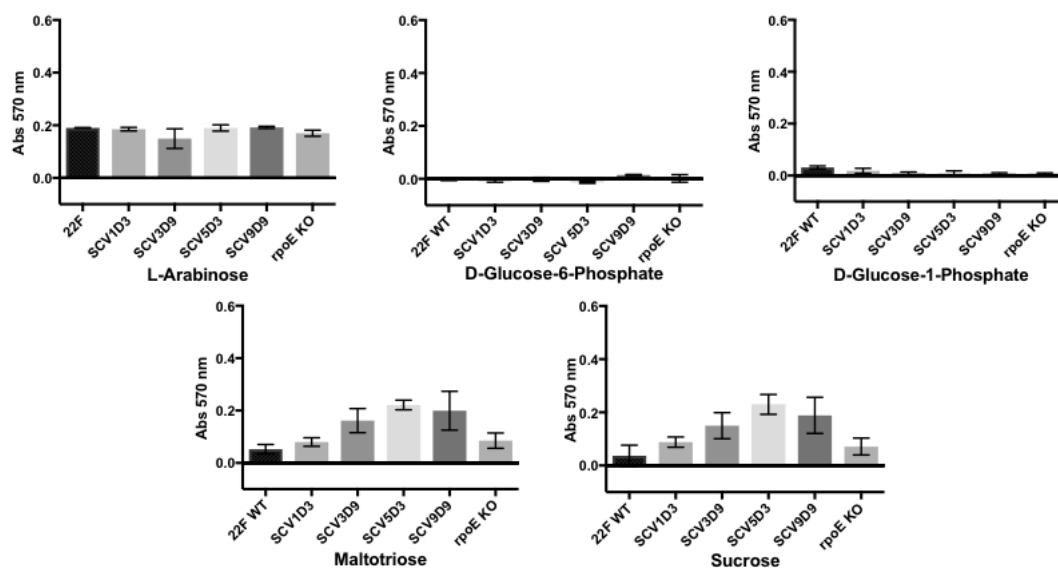 0.6
0.4
0.2
0.0
Abs 570 nm
22F
SCV1D3
SCV3D9
SCV5D3
SCV9D9
rpoE KO
L-Arabinose
0.6
0.4
0.2
0.0
Abs 570 nm
22F WT
SCV1D3
SCV3D9
SCV 5D3
SCV9D9
rpoE KO
D-Glucose-6-Phosphate
0.6
0.4
0.2
0.0
Abs 570 nm
22F WT
SCV1D3
SCV3D9
SCV5D3
SCV9D9
rpoE KO
D-Glucose-1-Phosphate
0.6
0.4
0.2
0.0
Abs 570 nm
22F WT
SCV1D3
SCV3D9
SCV5D3
SCV9D9
rpoE KO
Maltotriose
0.6
0.4
0.2
0.0
Abs 570 nm
22F WT
SCV1D3
SCV3D9
SCV5D3
SCV9D9
rpoE KO
Sucrose